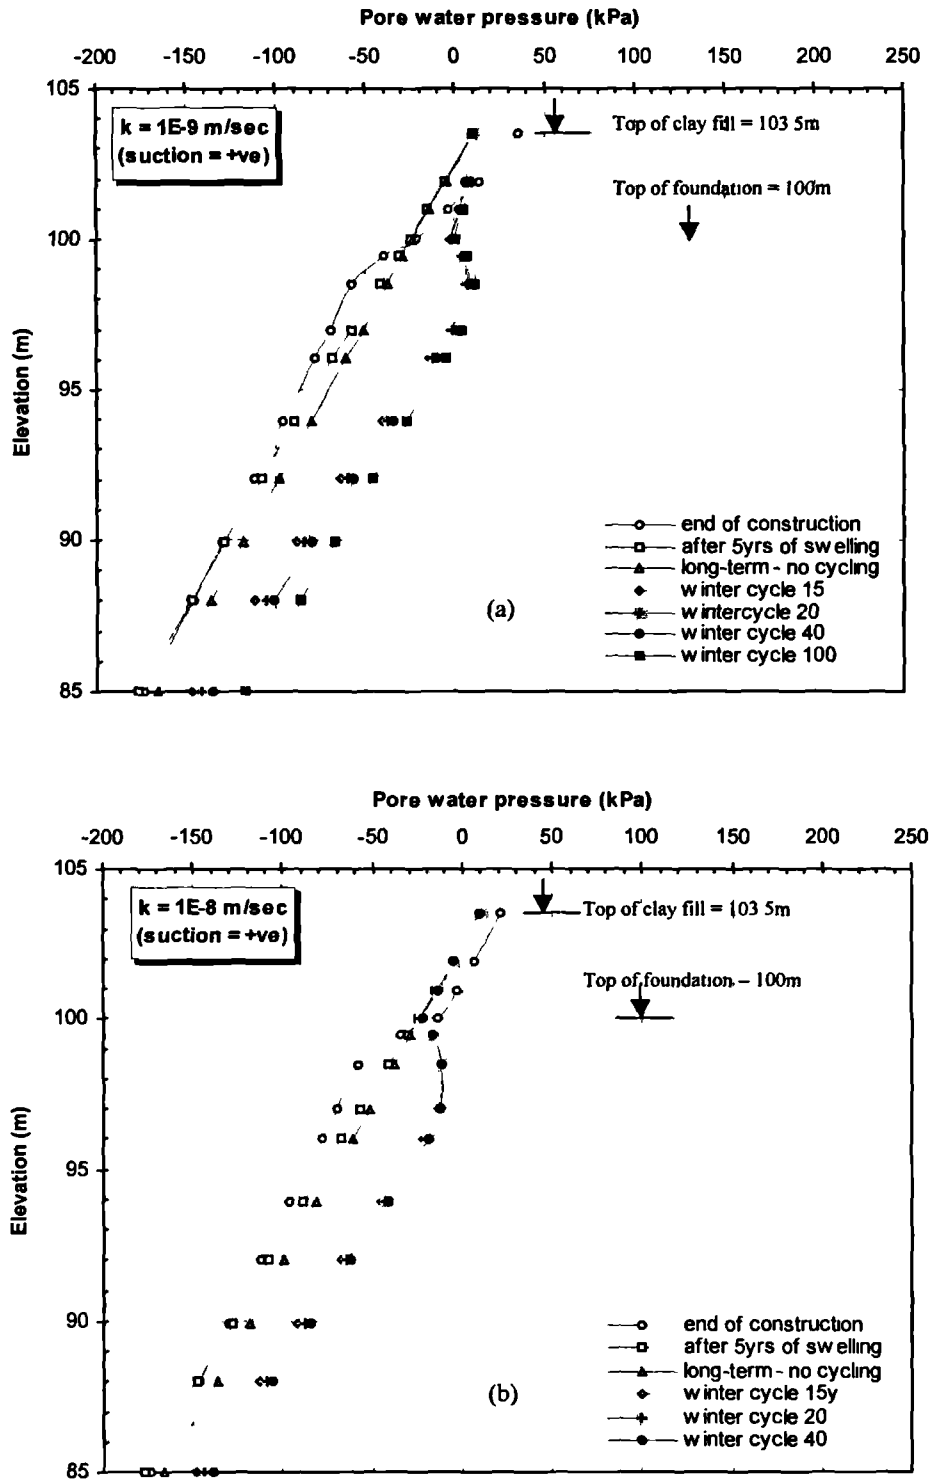 Pore water pressure (kPa)
-200 -150 -100 -50 0 50 100 150 200 250
105
k = 1E-9 m/sec
(suction = +ve)
Top of clay fill = 103 5m
Top of foundation = 100m
100
Elevation (m)
95
90
85
end of construction
after 5yrs of swelling
long-term - no cycling
winter cycle 15
wintercycle 20
winter cycle 40
winter cycle 100
(a)
Pore water pressure (kPa)
-200 -150 -100 -50 0 50 100 150 200 250
105
k = 1E-8 m/sec
(suction = +ve)
Top of clay fill = 103 5m
Top of foundation – 100m
100
Elevation (m)
95
90
85
end of construction
after 5yrs of swelling
long-term - no cycling
winter cycle 15y
winter cycle 20
winter cycle 40
(b)